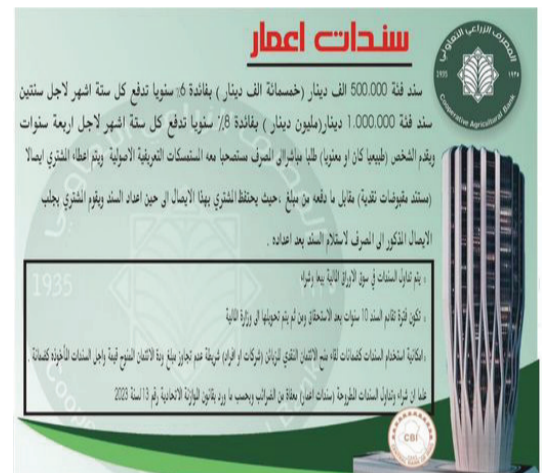 سندات اعمار
المصرف الزراعي التعاوني
1935 ١٩٣٥
Cooperative Agricultural Bank
سند فئة 500.000 الف دينار (خمسمائة الف دينار ) بفائدة 6% سنويا تدفع كل ستة اشهر لاجل سنتين
سند فئة 1.000.000 دينار(مليون دينار ) بفائدة 8% سنويا تدفع كل ستة اشهر لاجل اربعة سنوات
ويقدم الشخص (طبيعيا كان او معنويا) طلبا مباشرالى المصرف مستصحبا معه المستمسكات التعريفية الاصولية ويتم اعطاء المشتري ايصالا
(مستند مقبوضات نقدية) مقابل ما دفعه من مبلغ ،حيث يحتفظ المشتري بهذا الايصال الى حين اعداد السند ويقوم المشتري بجلب
الايصال المذكور الى المصرف لاستلام السند بعد اعداده .
، يتم تداول السندات في سوق الاوراق المالية بيعا وشراء
، تكون فترة تقادم السند 10 سنوات بعد الاستحقاق ومن ثم يتم تحويلها الى وزارة المالية
، امكانية استخدام السندات كضمانات لقاء منح الائتمان النقدي للزبائن (شركات او افراد) شريطة عدم تجاوز مبلغ ومدة الائتمان الممنوح قيمة واجل السندات المأخوذه كضمانة .
علما ان شراء وتداول السندات المطروحة (سندات اعمار) معفاة من الضرائب وبحسب ما ورد بقانون الموازنة الاتحادية رقم 13 لسنة 2023
1935
CBI